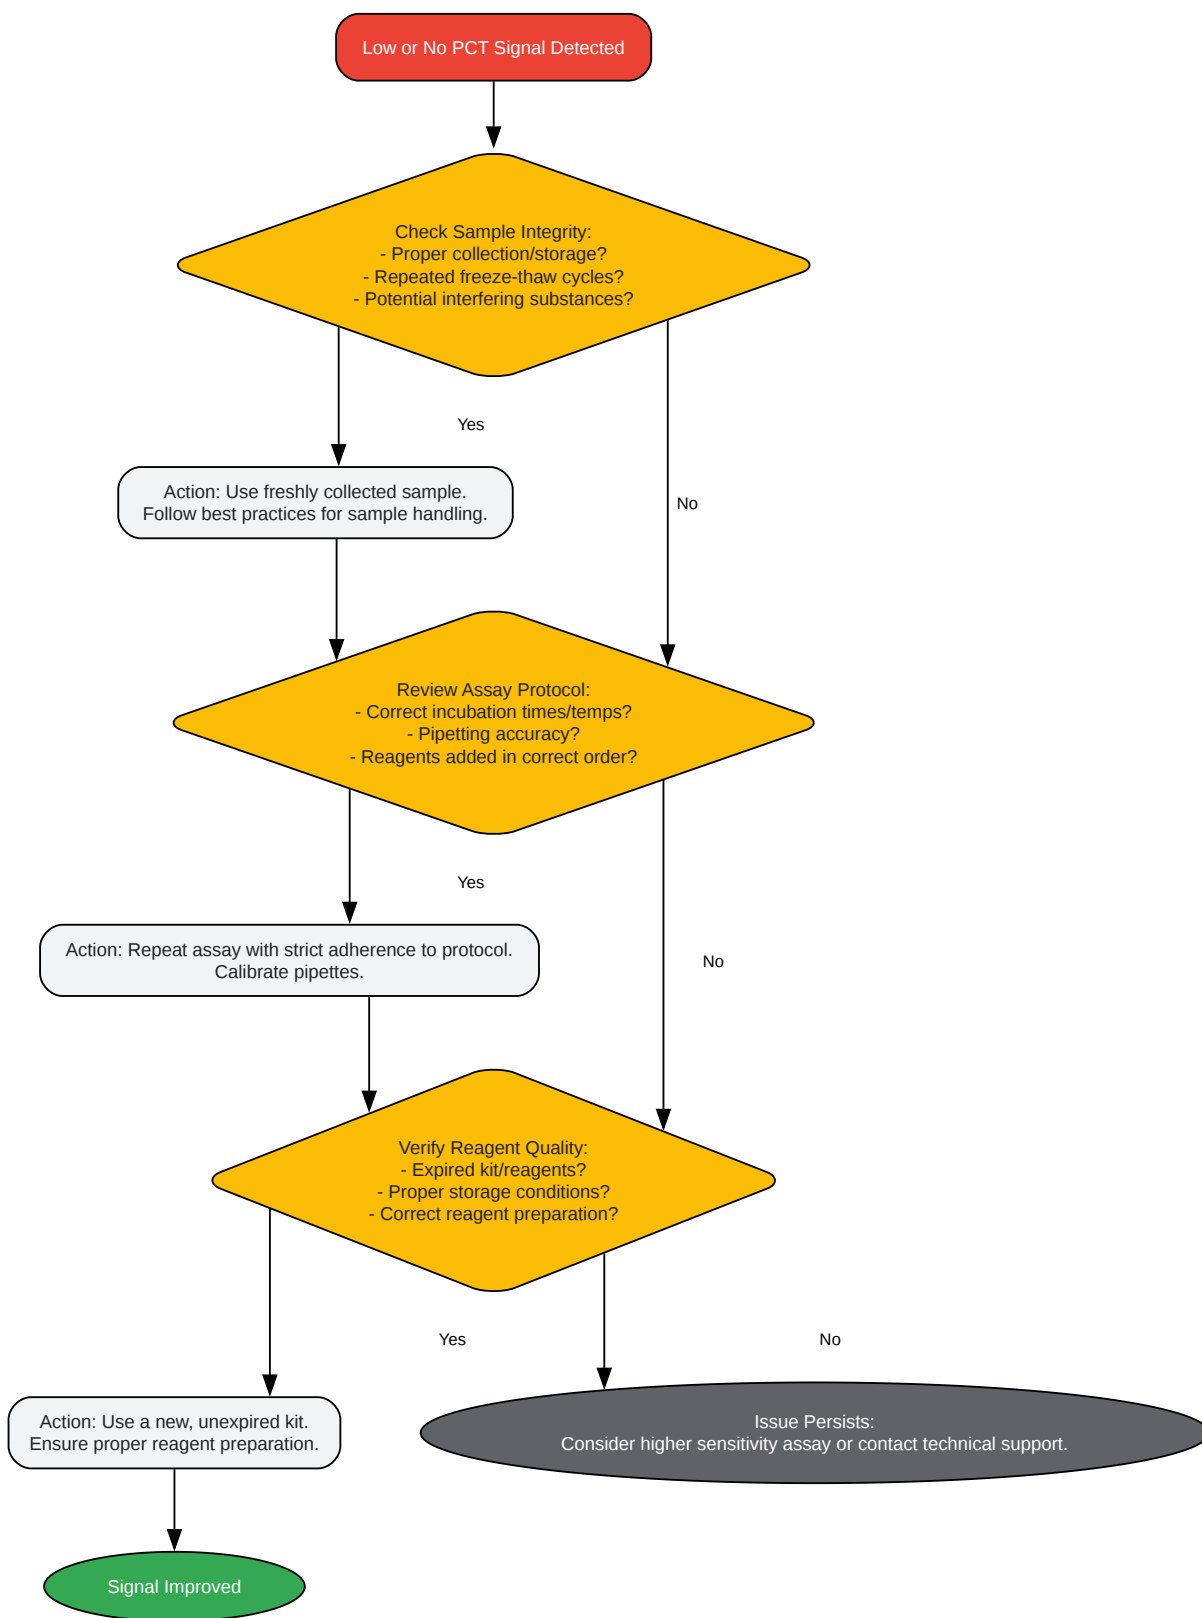 Low or No PCT Signal Detected
Check Sample Integrity:
- Proper collection/storage?
- Repeated freeze-thaw cycles?
- Potential interfering substances?
Yes
Action: Use freshly collected sample.
Follow best practices for sample handling.
No
Review Assay Protocol:
- Correct incubation times/temps?
- Pipetting accuracy?
- Reagents added in correct order?
Yes
Action: Repeat assay with strict adherence to protocol.
Calibrate pipettes.
No
Verify Reagent Quality:
- Expired kit/reagents?
- Proper storage conditions?
- Correct reagent preparation?
Yes
No
Action: Use a new, unexpired kit.
Ensure proper reagent preparation.
Issue Persists:
Consider higher sensitivity assay or contact technical support.
Signal Improved